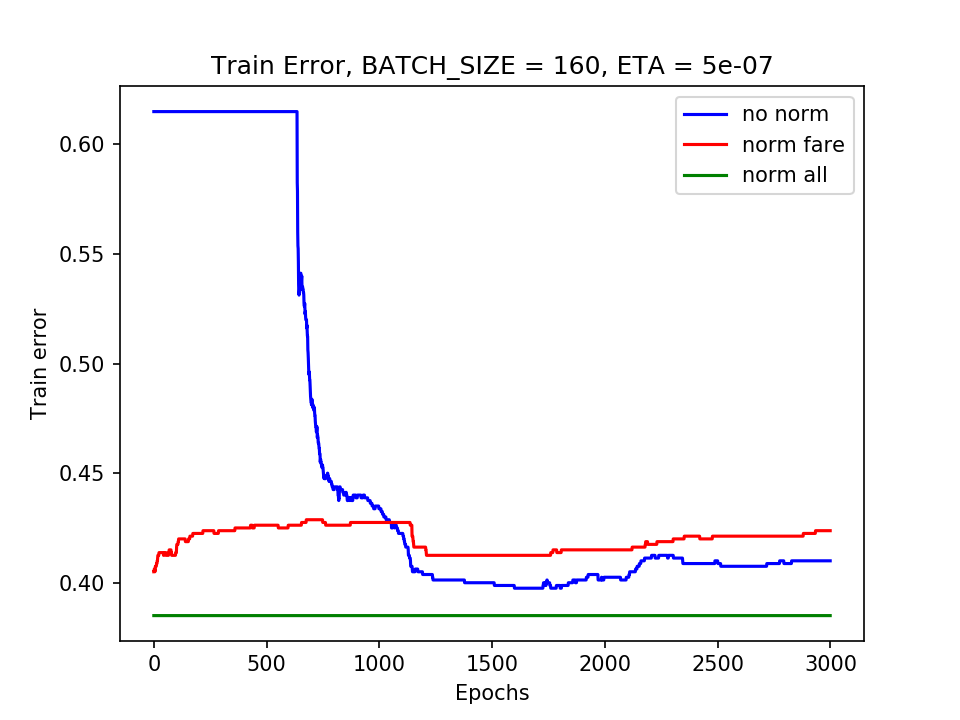 Train Error, BATCH_SIZE = 160, ETA = 5e-07
no norm
norm fare
norm all
0.60
0.55
0.50
0.45
0.40
Train error
0 500 1000 1500 2000 2500 3000
Epochs